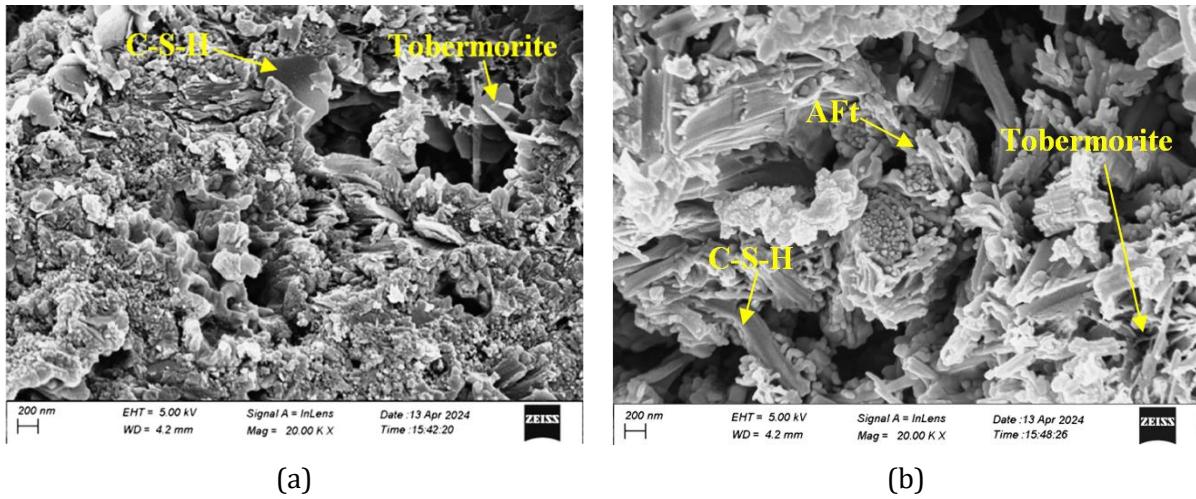 C-S-H
Tobermorite
200 nm
EHT = 5.00 kV
Signal A = InLens
Date :13 Apr 2024
WD = 4.2 mm
Mag = 20.00 K X
Time :15:42:20
ZEISS
(a)
AFt
Tobermorite
C-S-H
200 nm
EHT = 5.00 kV
Signal A = InLens
Date :13 Apr 2024
WD = 4.2 mm
Mag = 20.00 K X
Time :15:48:26
ZEISS
(b)